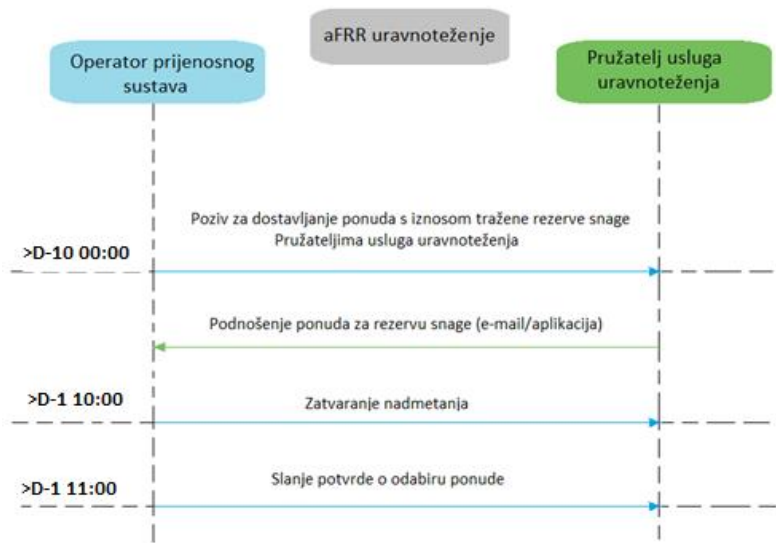 aFRR uravnoteženje
Operator prijenosnog
sustava
Pružatelj usluga
uravnoteženja
Poziv za dostavljanje ponuda s iznosom tražene rezerve snage
Pružateljima usluga uravnoteženja
>D-10 00:00
Podnošenje ponuda za rezervu snage (e-mail/aplikacija)
>D-1 10:00
Zatvaranje nadmetanja
>D-1 11:00
Slanje potvrde o odabiru ponude